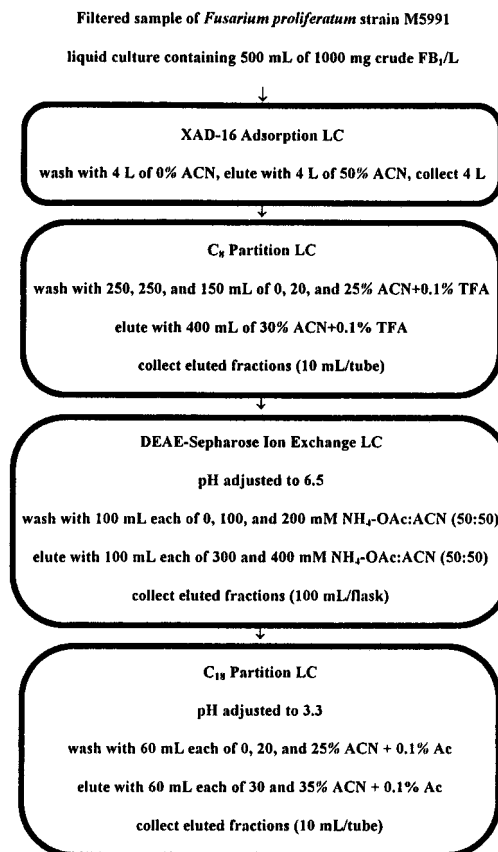 Filtered sample of Fusarium proliferatum strain M5991
liquid culture containing 500 mL of 1000 mg crude FB₁/L
↓
XAD-16 Adsorption LC
wash with 4 L of 0% ACN, elute with 4 L of 50% ACN, collect 4 L
↓
C₈ Partition LC
wash with 250, 250, and 150 mL of 0, 20, and 25% ACN+0.1% TFA
elute with 400 mL of 30% ACN+0.1% TFA
collect eluted fractions (10 mL/tube)
↓
DEAE-Sepharose Ion Exchange LC
pH adjusted to 6.5
wash with 100 mL each of 0, 100, and 200 mM NH₄-OAc:ACN (50:50)
elute with 100 mL each of 300 and 400 mM NH₄-OAc:ACN (50:50)
collect eluted fractions (100 mL/flask)
↓
C₁₈ Partition LC
pH adjusted to 3.3
wash with 60 mL each of 0, 20, and 25% ACN + 0.1% Ac
elute with 60 mL each of 30 and 35% ACN + 0.1% Ac
collect eluted fractions (10 mL/tube)